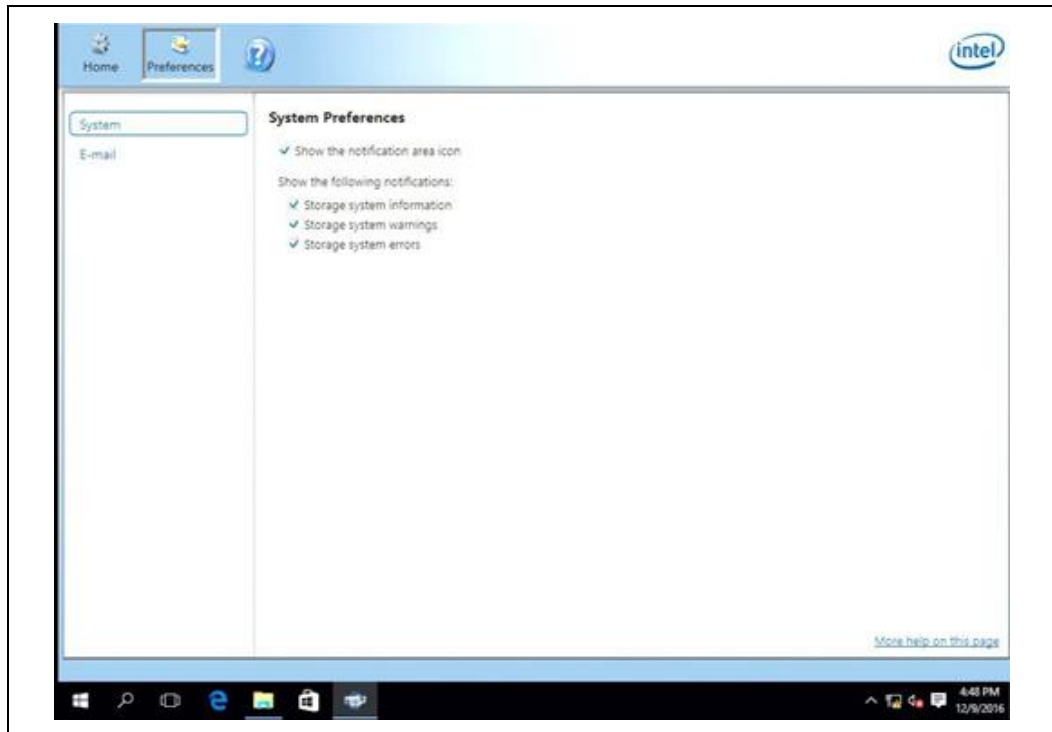 Home
Preferences
intel
System
E-mail
System Preferences
Show the notification area icon
Show the following notifications:
Storage system information
Storage system warnings
Storage system errors
More help on this page
4:48 PM
12/9/2016